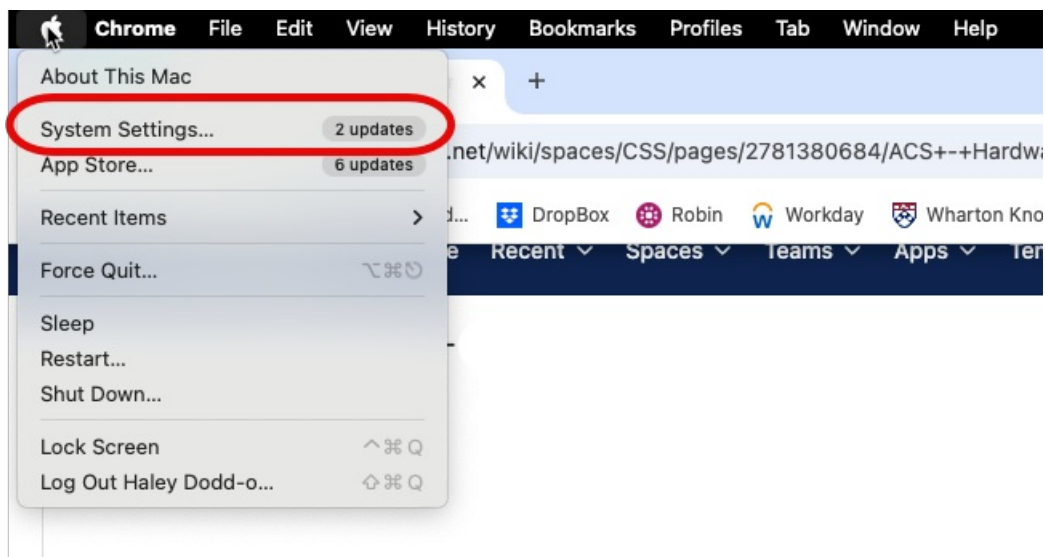 Chrome File Edit View History Bookmarks Profiles Tab Window Help
About This Mac
System Settings... 2 updates
.net/wiki/spaces/CSS/pages/2781380684/ACS+-+Hardwa
App Store... 6 updates
Recent Items
d... DropBox Robin Workday Wharton Kno
e Recent Spaces Teams Apps Ter
Force Quit... ⌥⌘⎋
Sleep
Restart...
Shut Down...
Lock Screen ^⌘Q
Log Out Haley Dodd-o... ⇧⌘Q